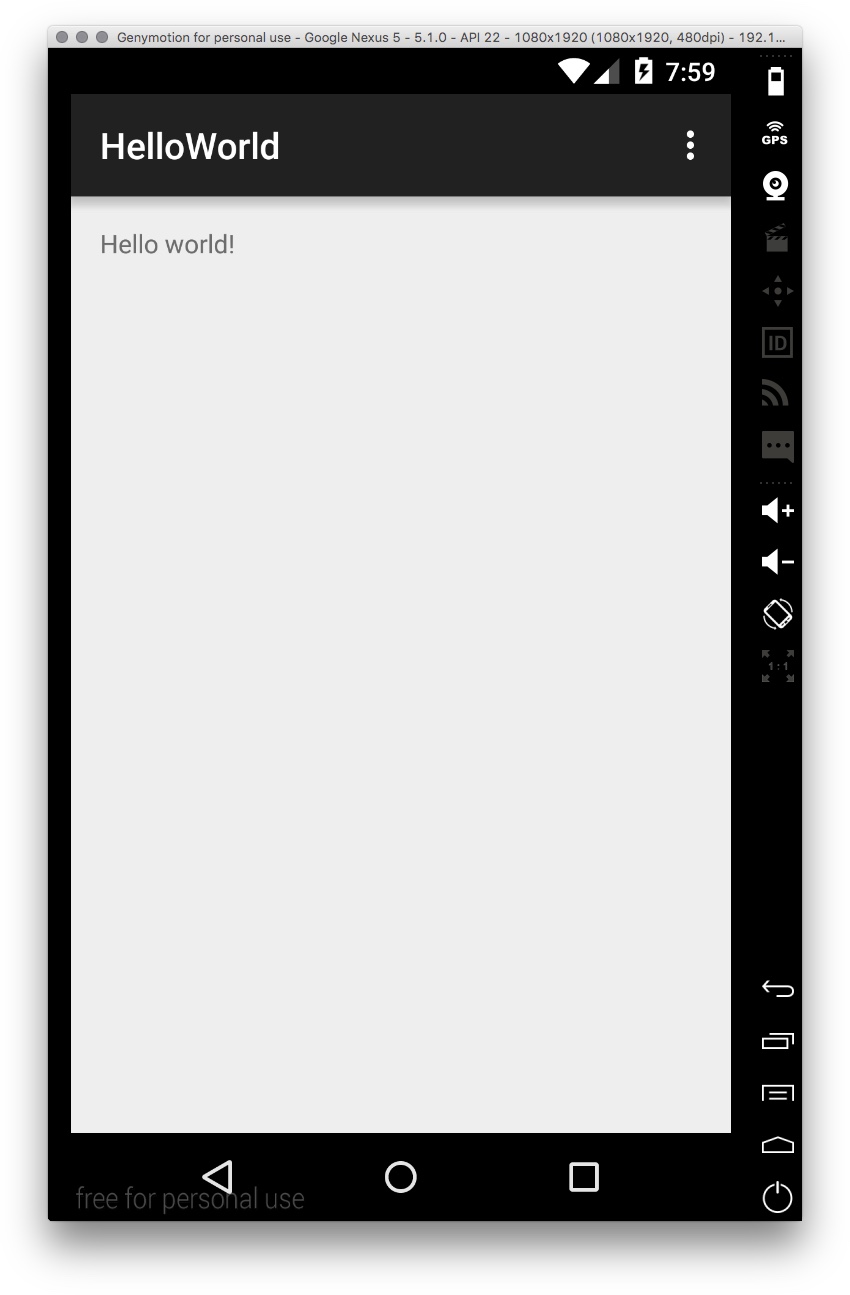 Genymotion for personal use - Google Nexus 5 - 5.1.0 - API 22 - 1080x1920 (1080x1920, 480dpi) - 192.1...
7:59
HelloWorld
GPS
Hello world!
ID
1:1
free for personal use